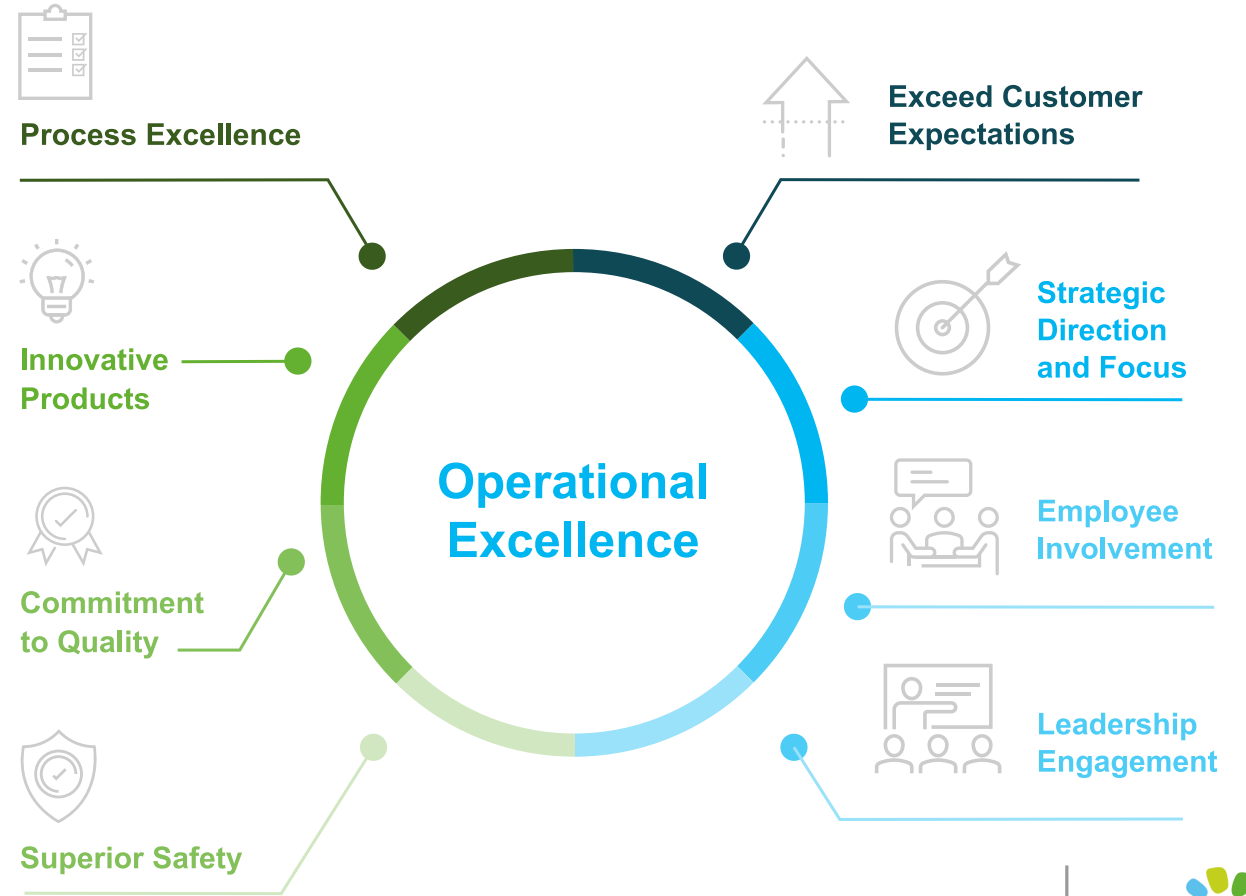 Process Excellence
Innovative
Products
Commitment
to Quality
Superior Safety
Operational
Excellence
Exceed Customer
Expectations
Strategic
Direction
and Focus
Employee
Involvement
Leadership
Engagement